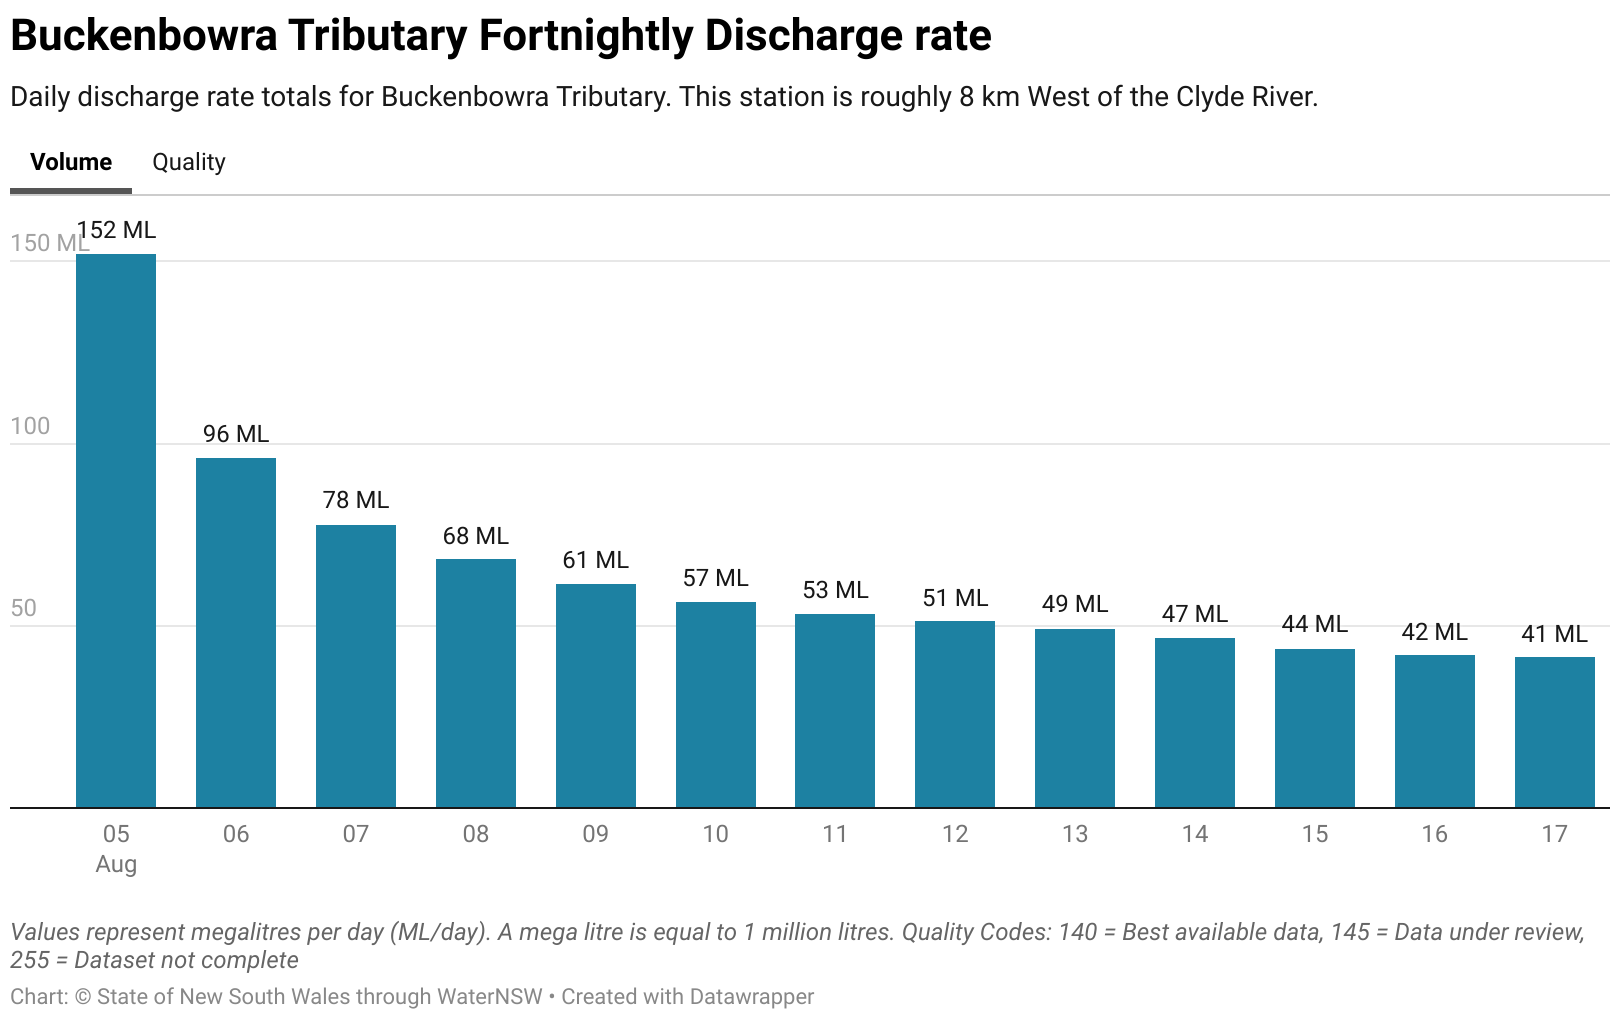 Buckenbowra Tributary Fortnightly Discharge rate
Daily discharge rate totals for Buckenbowra Tributary. This station is roughly 8 km West of the Clyde River.
Volume Quality
152 ML
150 ML
96 ML
100
78 ML
68 ML
61 ML
57 ML
53 ML
51 ML
49 ML
50
47 ML
44 ML
42 ML
41 ML
05 06 07 08 09 10 11 12 13 14 15 16 17
Aug
Values represent megalitres per day (ML/day). A mega litre is equal to 1 million litres. Quality Codes: 140 = Best available data, 145 = Data under review,
255 = Dataset not complete
Chart: © State of New South Wales through WaterNSW • Created with Datawrapper